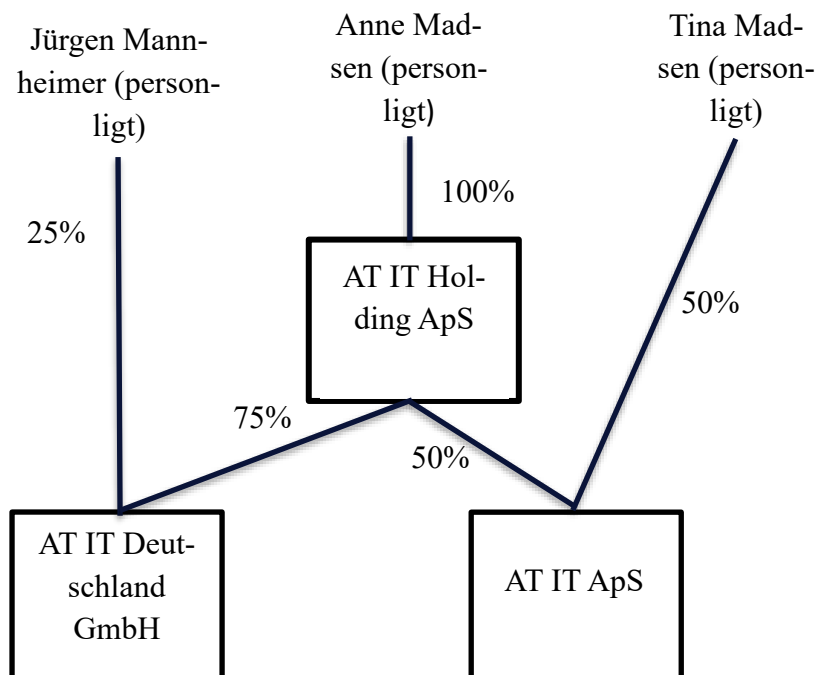 Jürgen Mann-
heimer (person-
ligt)
Anne Mad-
sen (person-
ligt)
Tina Mad-
sen (person-
ligt)
25%
100%
50%
AT IT Hol-
ding ApS
75%
50%
AT IT Deut-
schland
GmbH
AT IT ApS